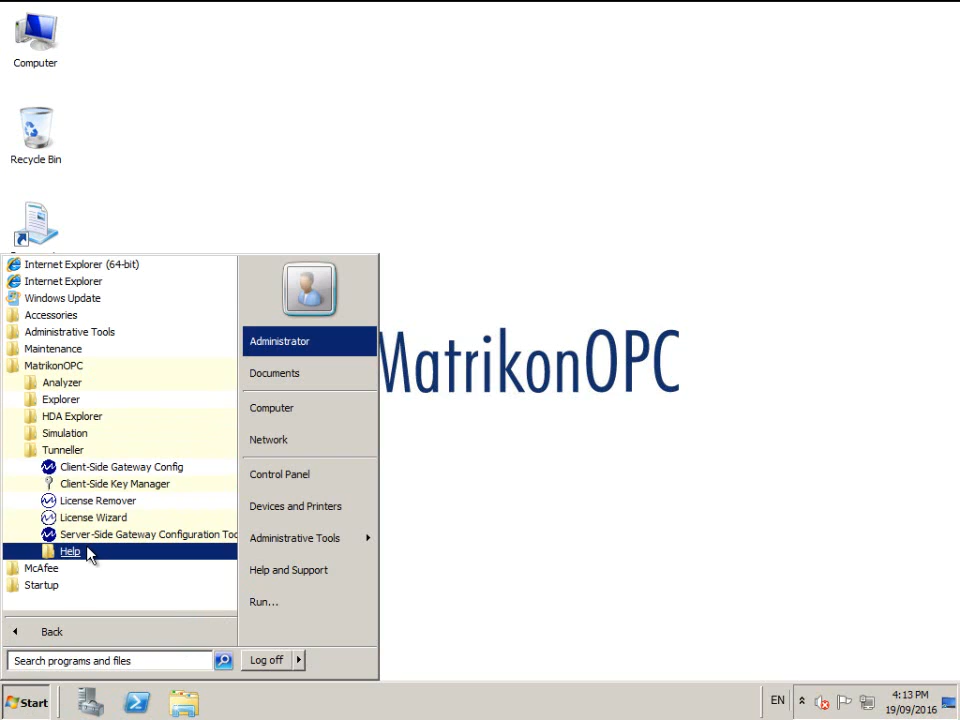 Computer
Recycle Bin
Internet Explorer (64-bit)
Internet Explorer
Windows Update
Accessories
Administrative Tools
Maintenance
MatrikonOPC
Analyzer
Explorer
HDA Explorer
Simulation
Tunneller
Client-Side Gateway Config
Client-Side Key Manager
License Remover
License Wizard
Server-Side Gateway Configuration Too
Help
McAfee
Startup
Back
Search programs and files
Administrator
Documents
Computer
Network
Control Panel
Devices and Printers
Administrative Tools
Help and Support
Run...
Log off
MatrikonOPC
Start
EN
4:13 PM
19/09/2016